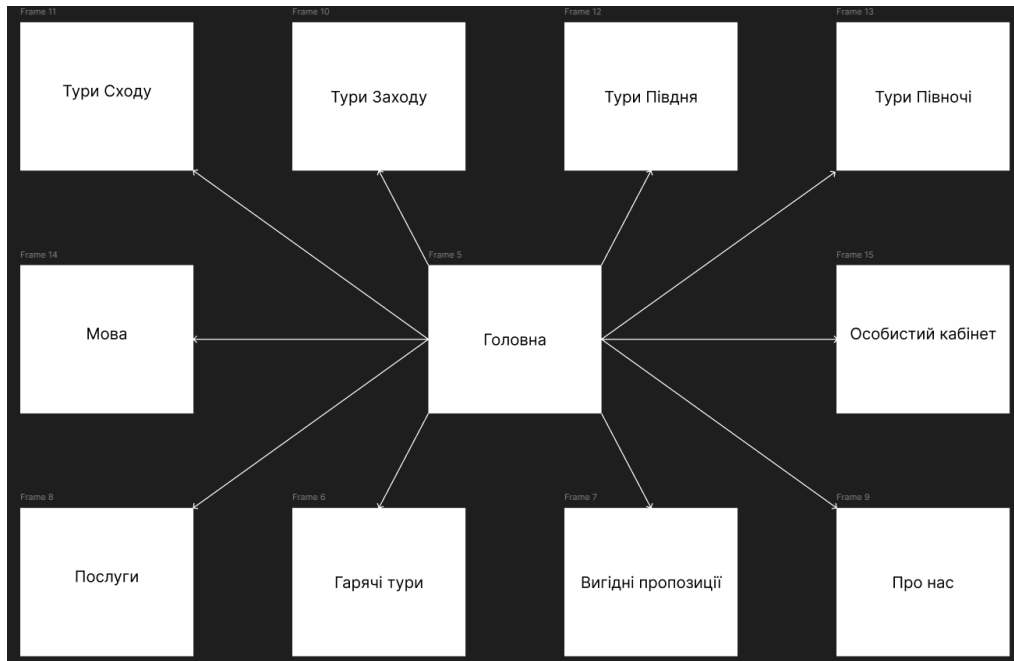 Frame 11
Frame 10
Frame 12
Frame 13
Тури Сходу
Тури Заходу
Тури Півдня
Тури Півночі
Frame 14
Frame 5
Frame 15
Мова
Головна
Особистий кабінет
Frame 8
Frame 6
Frame 7
Frame 9
Послуги
Гарячі тури
Вигідні пропозиції
Про нас